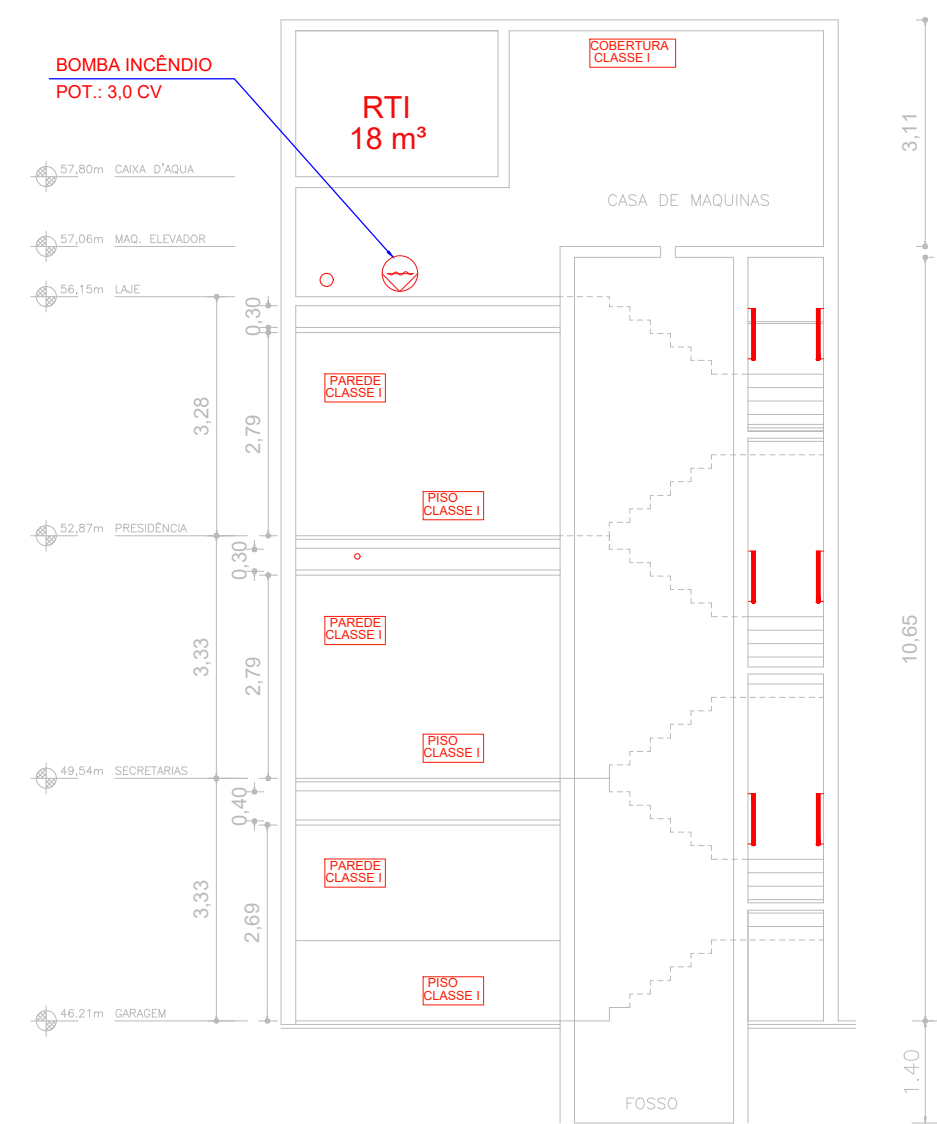 COBERTURA
CLASSE I
BOMBA INCÊNDIO
POT.: 3,0 CV
RTI
18 m³
3,11
57,80m CAIXA D'AQUA
CASA DE MAQUINAS
57,06m MAQ. ELEVADOR
56,15m LAJE
0,30
PAREDE
CLASSE I
3,28
2,79
PISO
CLASSE I
52,87m PRESIDÊNCIA
0,30
PAREDE
CLASSE I
3,33
2,79
10,65
PISO
CLASSE I
49,54m SECRETARIAS
0,40
PAREDE
CLASSE I
3,33
2,69
PISO
CLASSE I
46.21m GARAGEM
1.40
FOSSO